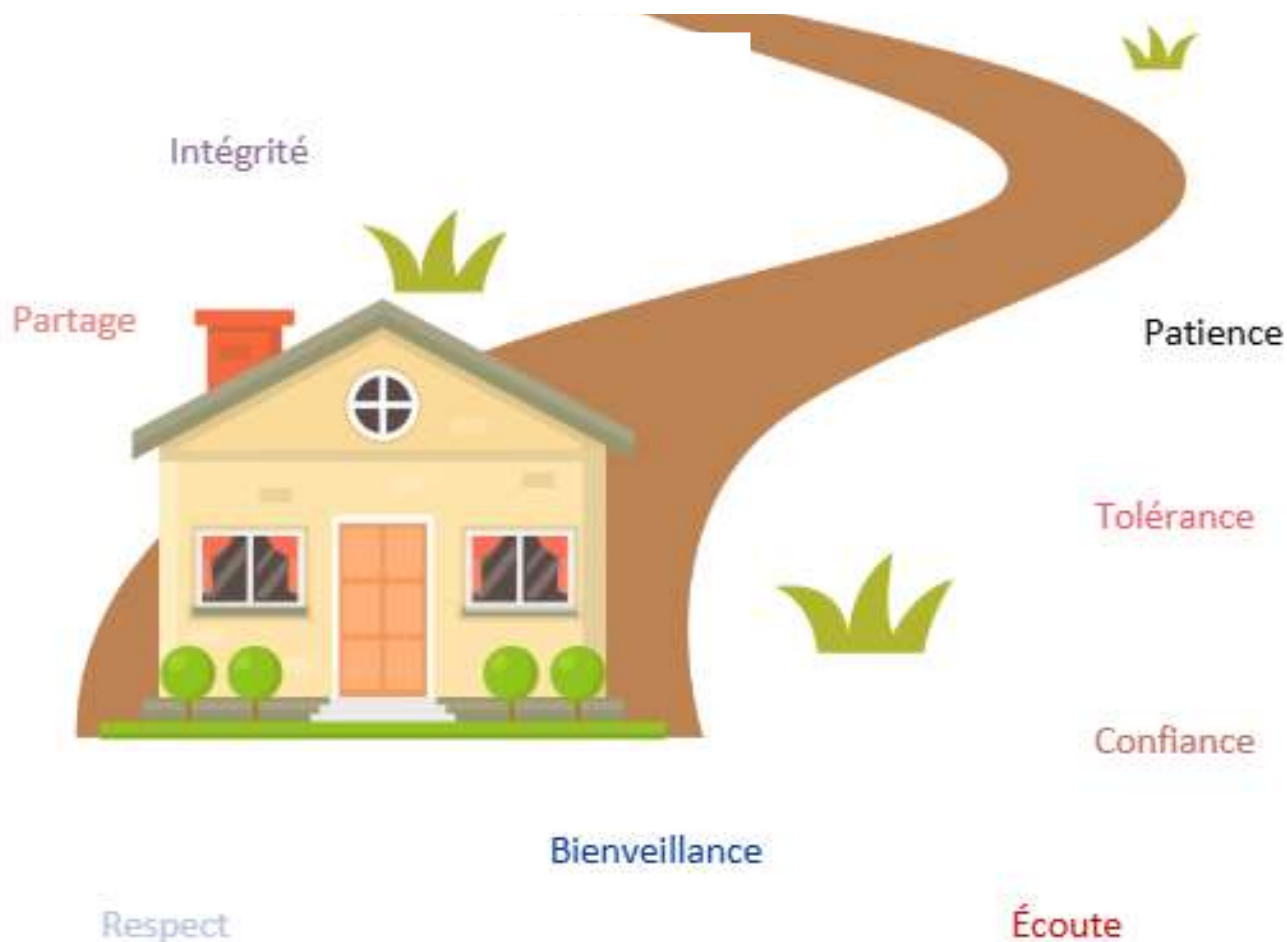 Intégrité
Partage
Patience
Tolérance
Confiance
Bienveillance
Respect
Écoute